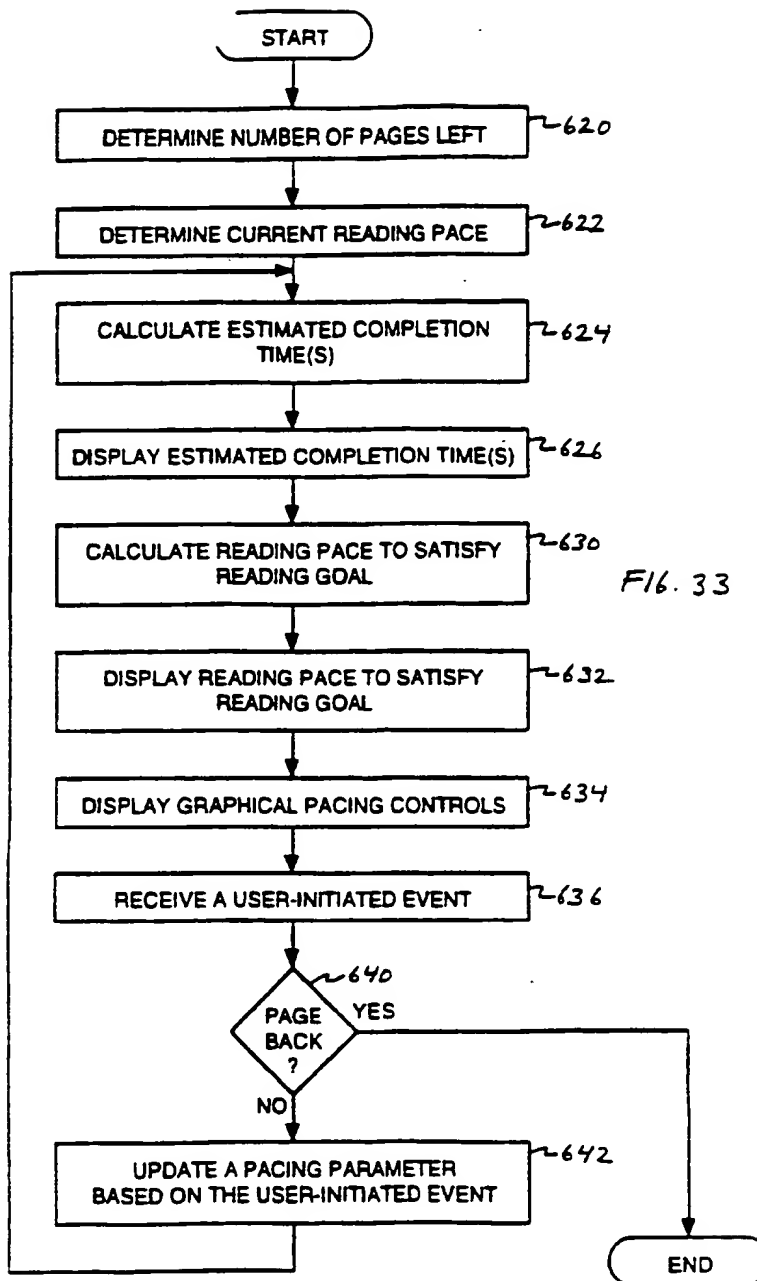 START
DETERMINE NUMBER OF PAGES LEFT
620
DETERMINE CURRENT READING PACE
622
CALCULATE ESTIMATED COMPLETION
TIME(S)
624
DISPLAY ESTIMATED COMPLETION TIME(S)
626
CALCULATE READING PACE TO SATISFY
READING GOAL
630
FIG. 33
DISPLAY READING PACE TO SATISFY
READING GOAL
632
DISPLAY GRAPHICAL PACING CONTROLS
634
RECEIVE A USER-INITIATED EVENT
636
640
PAGE
BACK
?
YES
NO
UPDATE A PACING PARAMETER
BASED ON THE USER-INITIATED EVENT
642
END